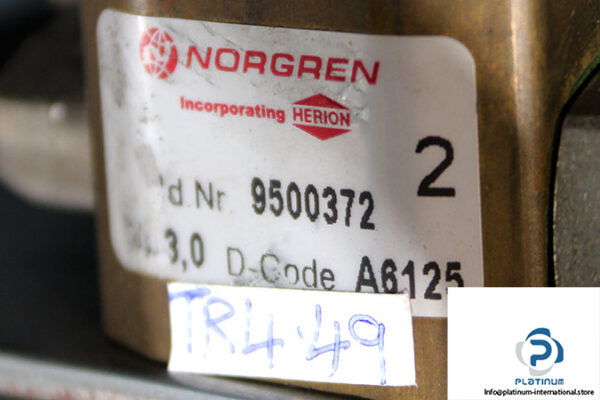 NORGREN
Incorporating HERION
2
d.Nr 9500372
3,0 D-Code A6125
TR4.49
PLATINUM
Info@platinum-international.store